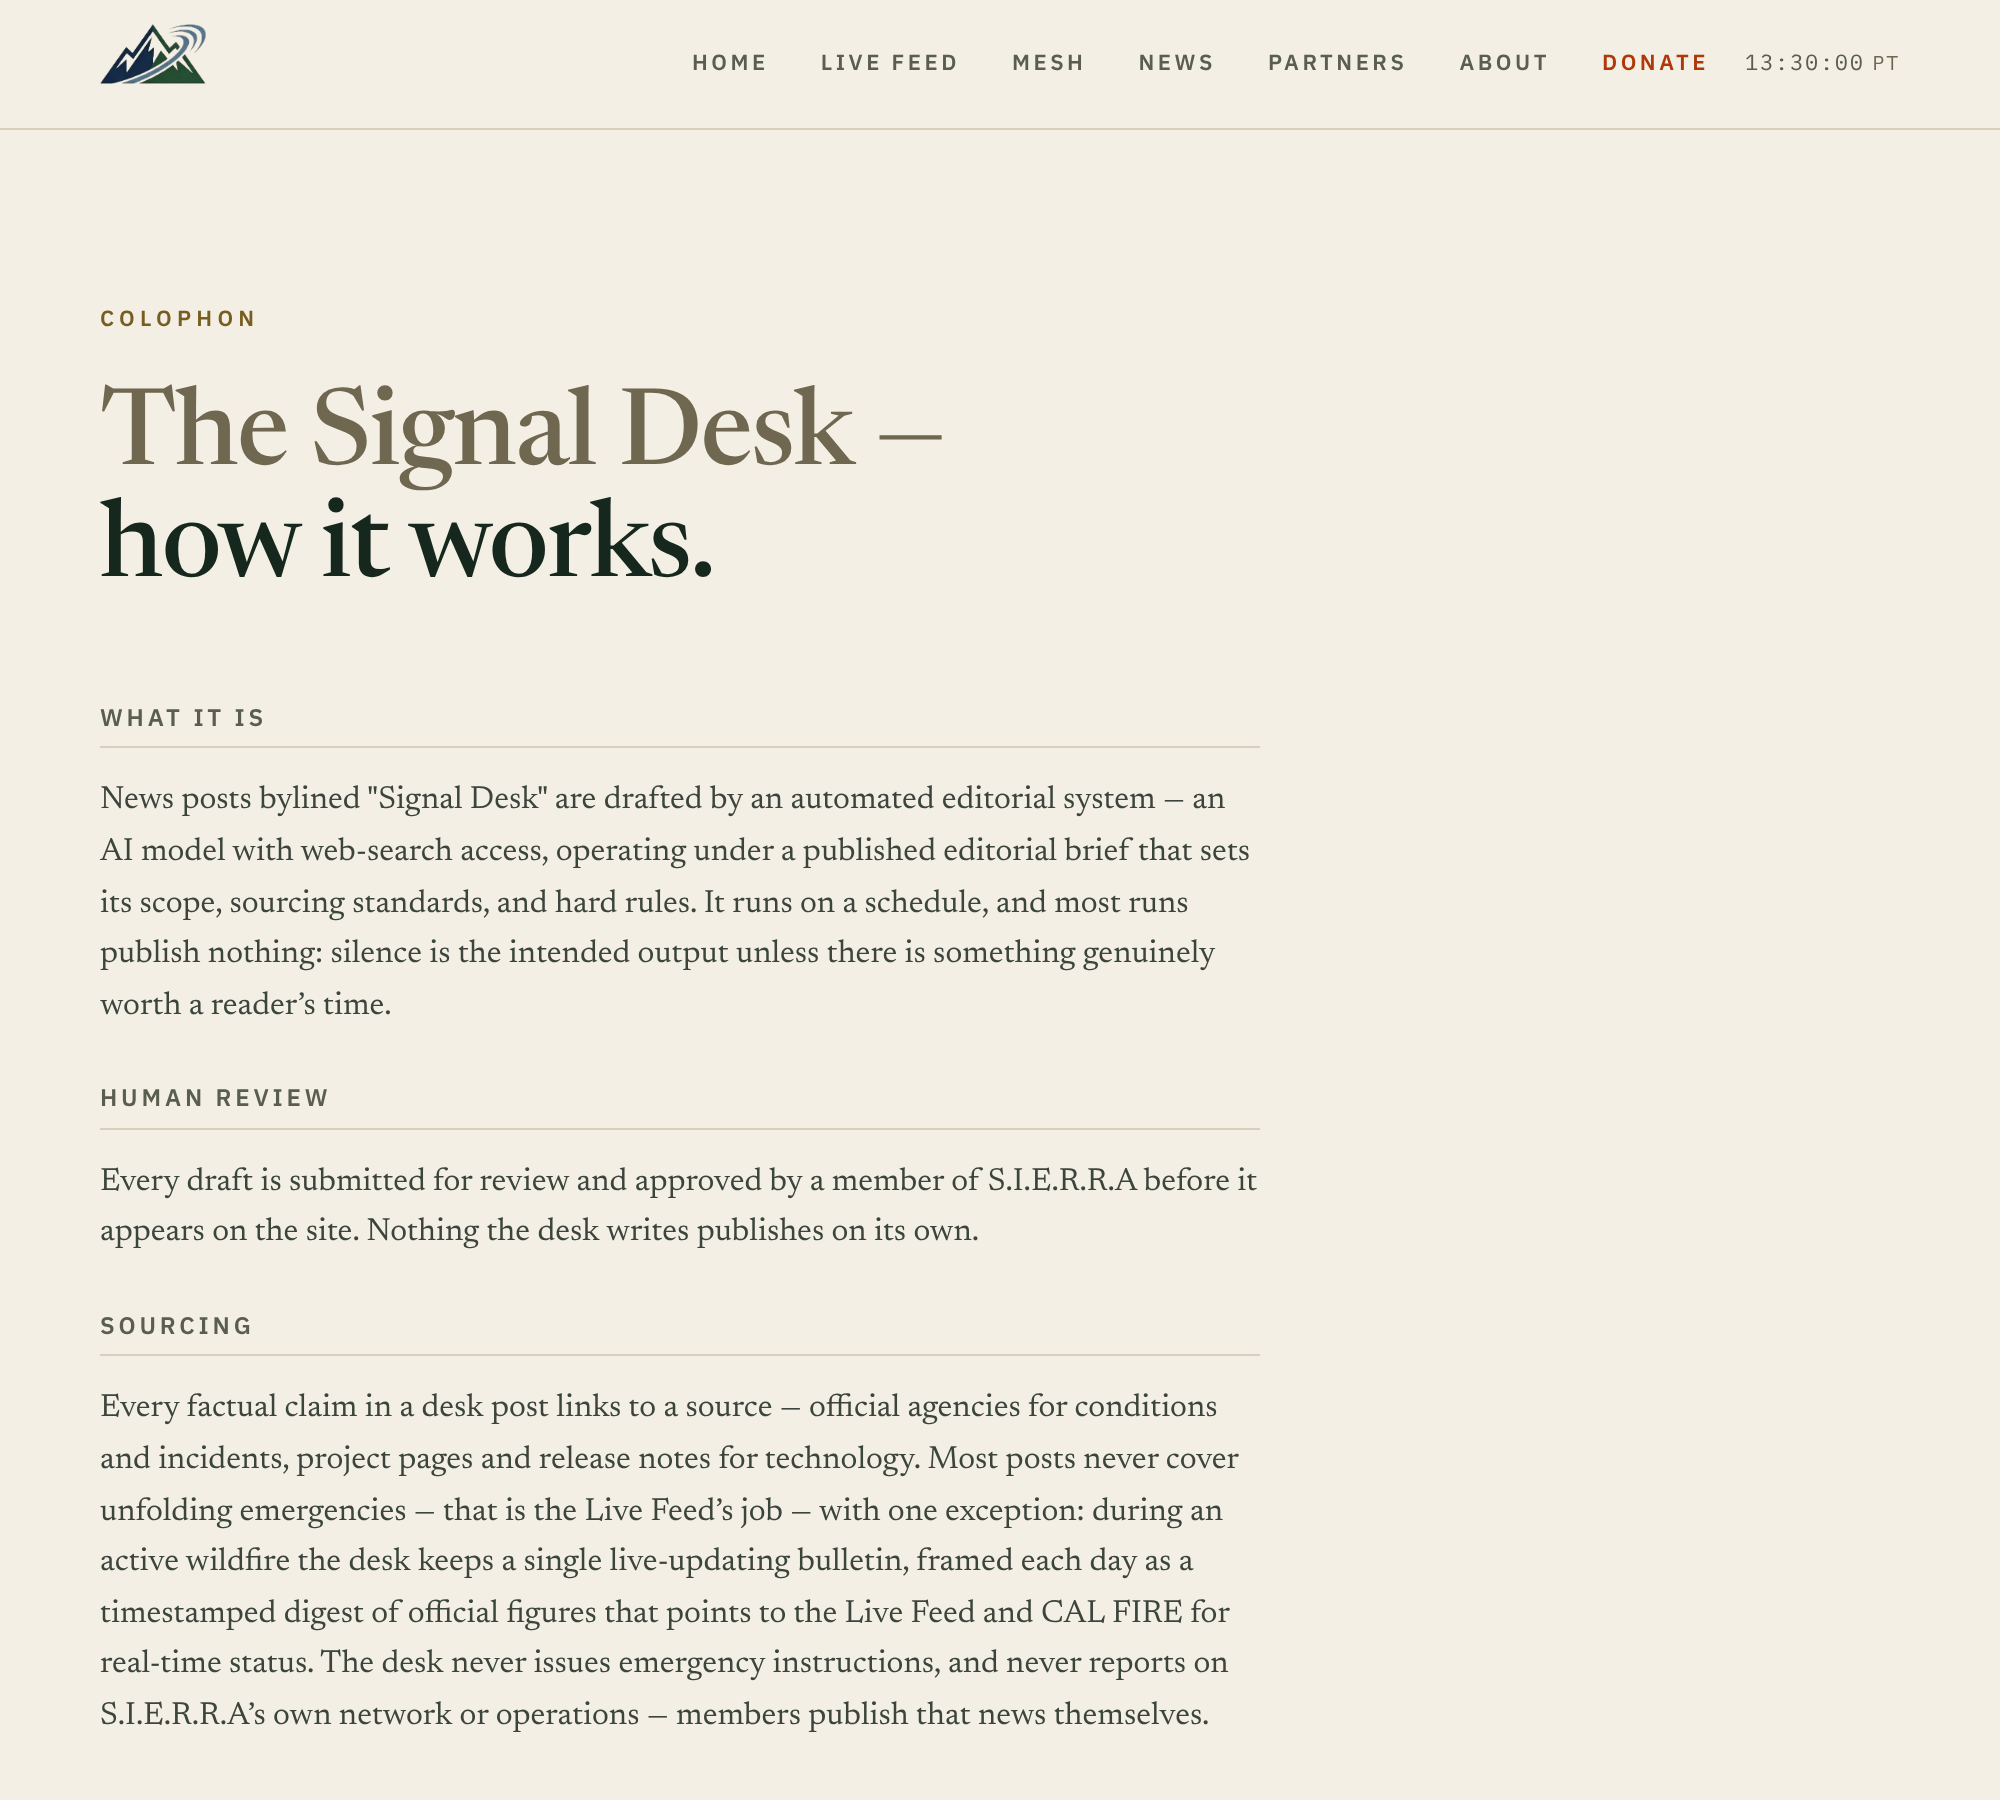 HOME LIVE FEED MESH NEWS PARTNERS ABOUT DONATE 13:30:00 PT
COLOPHON
The Signal Desk —
how it works.
WHAT IT IS
News posts bylined "Signal Desk" are drafted by an automated editorial system — an
AI model with web-search access, operating under a published editorial brief that sets
its scope, sourcing standards, and hard rules. It runs on a schedule, and most runs
publish nothing: silence is the intended output unless there is something genuinely
worth a reader’s time.
HUMAN REVIEW
Every draft is submitted for review and approved by a member of S.I.E.R.R.A before it
appears on the site. Nothing the desk writes publishes on its own.
SOURCING
Every factual claim in a desk post links to a source — official agencies for conditions
and incidents, project pages and release notes for technology. Most posts never cover
unfolding emergencies — that is the Live Feed’s job — with one exception: during an
active wildfire the desk keeps a single live-updating bulletin, framed each day as a
timestamped digest of official figures that points to the Live Feed and CAL FIRE for
real-time status. The desk never issues emergency instructions, and never reports on
S.I.E.R.R.A’s own network or operations — members publish that news themselves.